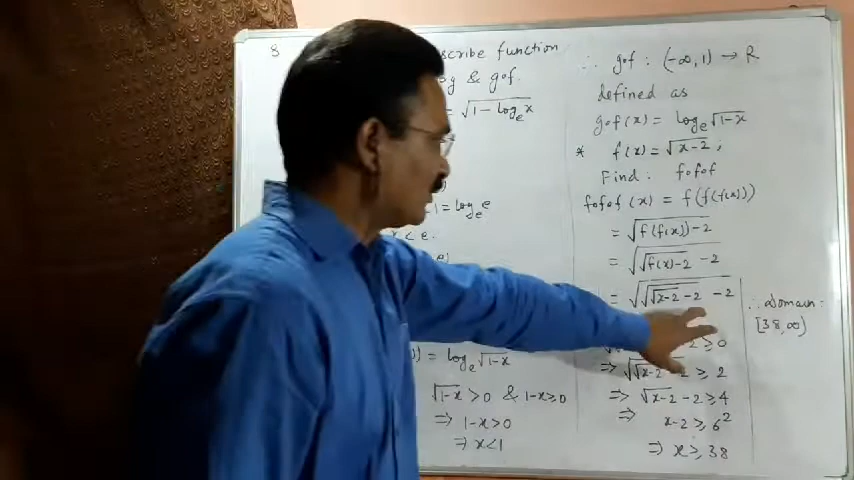 8
scribe function
g & gof.
= √(1 - logₑx)
1 = logₑe
x < e.
) = logₑ√(1-x)
√(1-x) > 0 & 1-x ≥ 0
⇒ 1-x > 0
⇒ x < 1
∴ gof : (-∞, 1) → R
defined as
gof(x) = logₑ√(1-x)
* f(x) = √(x-2) ;
Find : fofof
fofof(x) = f(f(f(x)))
= √(f(f(x)) - 2)
= √(√(f(x) - 2) - 2)
= √(√(√(x-2) - 2) - 2)
2 ≥ 0
⇒ √(√(x-2) - 2) ≥ 2
⇒ √(x-2) - 2 ≥ 4
⇒ x-2 ≥ 6²
⇒ x ≥ 38
∴ Domain :
[38, ∞)